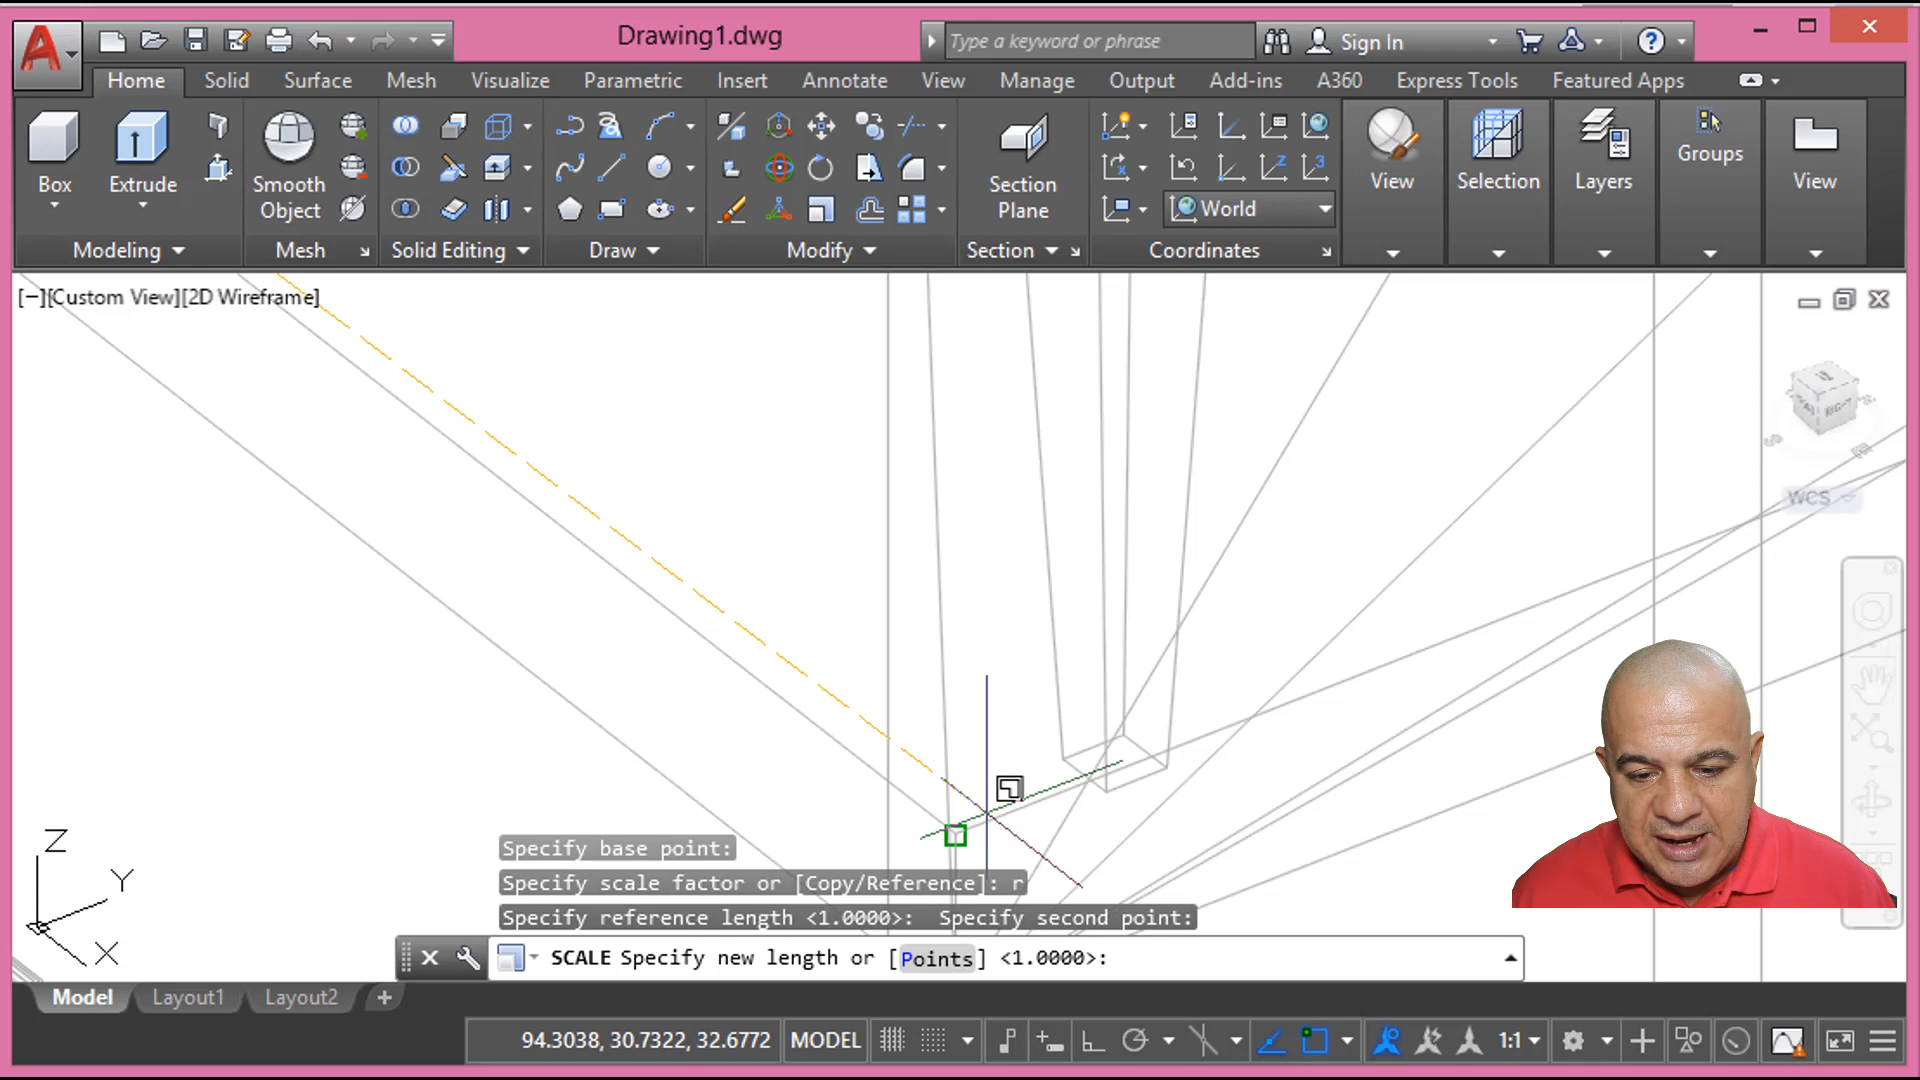 Drawing1.dwg
Type a keyword or phrase
Sign In
Home Solid Surface Mesh Visualize Parametric Insert Annotate View Manage Output Add-ins A360 Express Tools Featured Apps
Box
Extrude
Smooth
Object
Section
Plane
World
View
Selection
Layers
Groups
View
Modeling
Mesh
Solid Editing
Draw
Modify
Section
Coordinates
[−][Custom View][2D Wireframe]
WCS
Z
Y
X
Specify base point:
Specify scale factor or [Copy/Reference]: r
Specify reference length <1.0000>:  Specify second point:
SCALE Specify new length or [Points] <1.0000>:
Model Layout1 Layout2 +
94.3038, 30.7322, 32.6772 MODEL 1:1